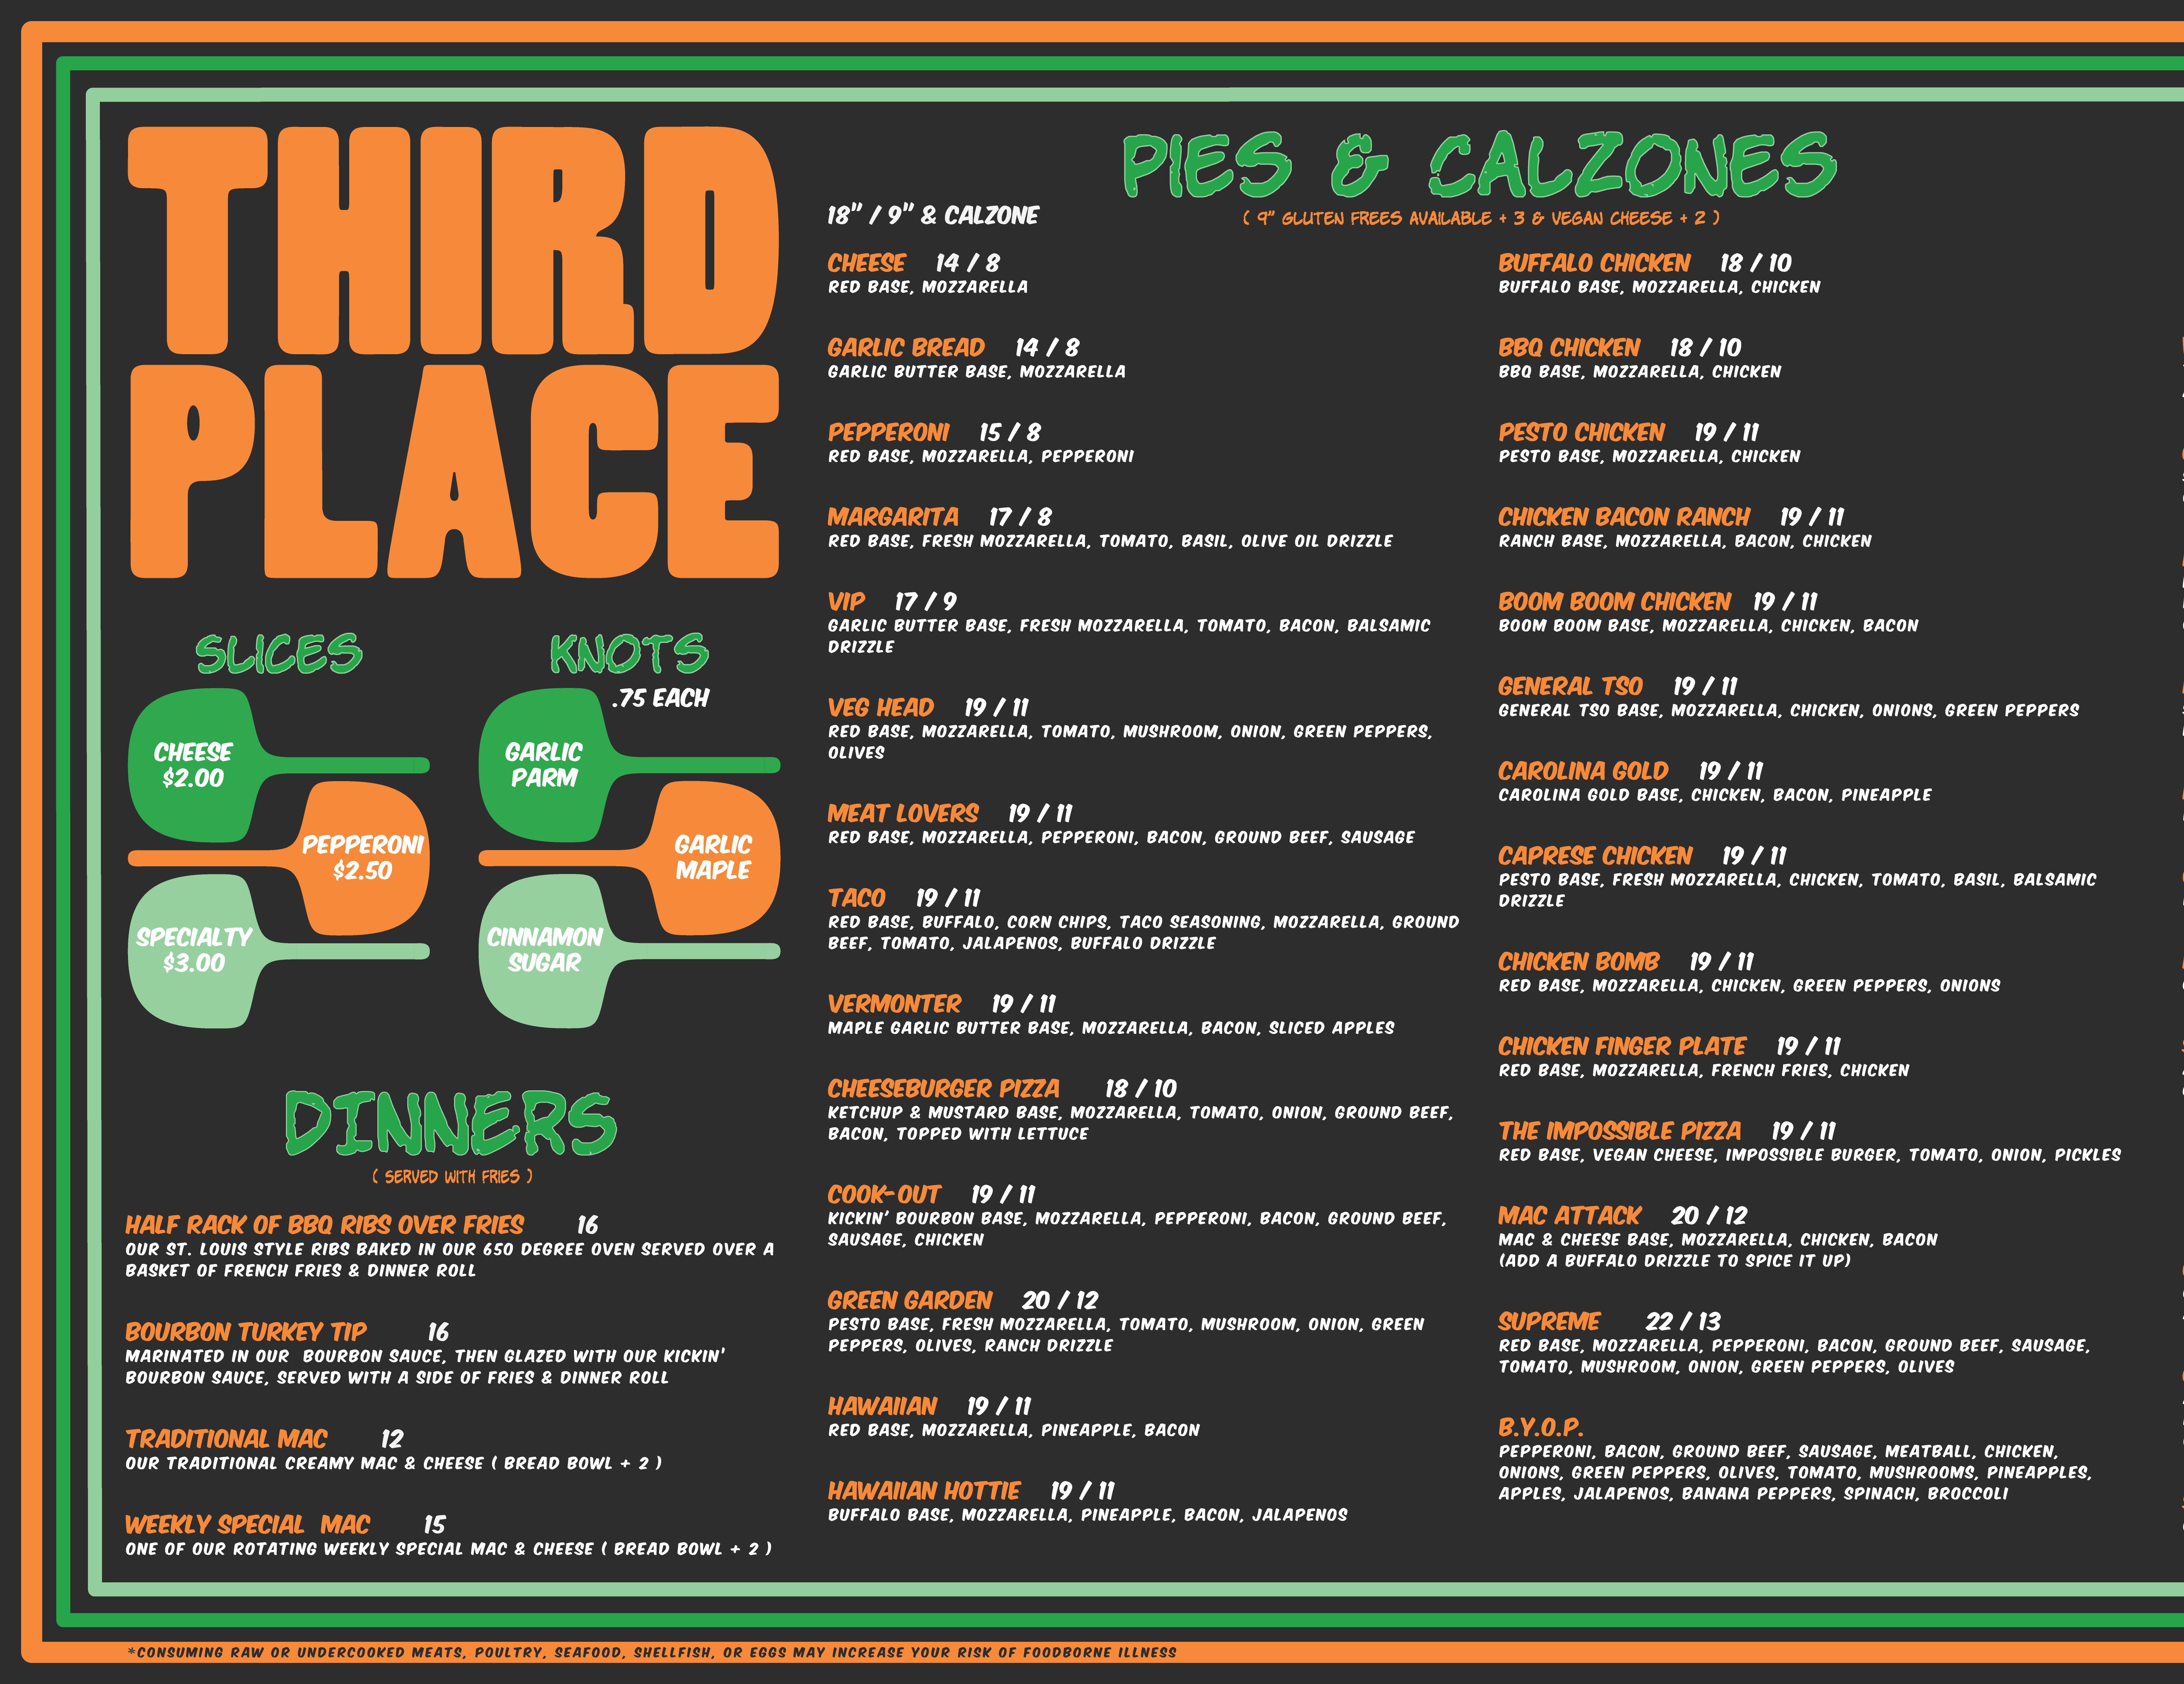 THIRD
PLACE
SLICES
CHEESE
$2.00
PEPPERONI
$2.50
SPECIALTY
$3.00
KNOTS
.75 EACH
GARLIC
PARM
GARLIC
MAPLE
CINNAMON
SUGAR
DINNERS
( SERVED WITH FRIES )
HALF RACK OF BBQ RIBS OVER FRIES 16
OUR ST. LOUIS STYLE RIBS BAKED IN OUR 650 DEGREE OVEN SERVED OVER A
BASKET OF FRENCH FRIES & DINNER ROLL
BOURBON TURKEY TIP 16
MARINATED IN OUR BOURBON SAUCE, THEN GLAZED WITH OUR KICKIN'
BOURBON SAUCE, SERVED WITH A SIDE OF FRIES & DINNER ROLL
TRADITIONAL MAC 12
OUR TRADITIONAL CREAMY MAC & CHEESE ( BREAD BOWL + 2 )
WEEKLY SPECIAL MAC 15
ONE OF OUR ROTATING WEEKLY SPECIAL MAC & CHEESE ( BREAD BOWL + 2 )
PIES & CALZONES
18" / 9" & CALZONE
( 9" GLUTEN FREES AVAILABLE + 3 & VEGAN CHEESE + 2 )
CHEESE 14 / 8
RED BASE, MOZZARELLA
GARLIC BREAD 14 / 8
GARLIC BUTTER BASE, MOZZARELLA
PEPPERONI 15 / 8
RED BASE, MOZZARELLA, PEPPERONI
MARGARITA 17 / 8
RED BASE, FRESH MOZZARELLA, TOMATO, BASIL, OLIVE OIL DRIZZLE
VIP 17 / 9
GARLIC BUTTER BASE, FRESH MOZZARELLA, TOMATO, BACON, BALSAMIC
DRIZZLE
VEG HEAD 19 / 11
RED BASE, MOZZARELLA, TOMATO, MUSHROOM, ONION, GREEN PEPPERS,
OLIVES
MEAT LOVERS 19 / 11
RED BASE, MOZZARELLA, PEPPERONI, BACON, GROUND BEEF, SAUSAGE
TACO 19 / 11
RED BASE, BUFFALO, CORN CHIPS, TACO SEASONING, MOZZARELLA, GROUND
BEEF, TOMATO, JALAPENOS, BUFFALO DRIZZLE
VERMONTER 19 / 11
MAPLE GARLIC BUTTER BASE, MOZZARELLA, BACON, SLICED APPLES
CHEESEBURGER PIZZA 18 / 10
KETCHUP & MUSTARD BASE, MOZZARELLA, TOMATO, ONION, GROUND BEEF,
BACON, TOPPED WITH LETTUCE
COOK-OUT 19 / 11
KICKIN' BOURBON BASE, MOZZARELLA, PEPPERONI, BACON, GROUND BEEF,
SAUSAGE, CHICKEN
GREEN GARDEN 20 / 12
PESTO BASE, FRESH MOZZARELLA, TOMATO, MUSHROOM, ONION, GREEN
PEPPERS, OLIVES, RANCH DRIZZLE
HAWAIIAN 19 / 11
RED BASE, MOZZARELLA, PINEAPPLE, BACON
HAWAIIAN HOTTIE 19 / 11
BUFFALO BASE, MOZZARELLA, PINEAPPLE, BACON, JALAPENOS
BUFFALO CHICKEN 18 / 10
BUFFALO BASE, MOZZARELLA, CHICKEN
BBQ CHICKEN 18 / 10
BBQ BASE, MOZZARELLA, CHICKEN
PESTO CHICKEN 19 / 11
PESTO BASE, MOZZARELLA, CHICKEN
CHICKEN BACON RANCH 19 / 11
RANCH BASE, MOZZARELLA, BACON, CHICKEN
BOOM BOOM CHICKEN 19 / 11
BOOM BOOM BASE, MOZZARELLA, CHICKEN, BACON
GENERAL TSO 19 / 11
GENERAL TSO BASE, MOZZARELLA, CHICKEN, ONIONS, GREEN PEPPERS
CAROLINA GOLD 19 / 11
CAROLINA GOLD BASE, CHICKEN, BACON, PINEAPPLE
CAPRESE CHICKEN 19 / 11
PESTO BASE, FRESH MOZZARELLA, CHICKEN, TOMATO, BASIL, BALSAMIC
DRIZZLE
CHICKEN BOMB 19 / 11
RED BASE, MOZZARELLA, CHICKEN, GREEN PEPPERS, ONIONS
CHICKEN FINGER PLATE 19 / 11
RED BASE, MOZZARELLA, FRENCH FRIES, CHICKEN
THE IMPOSSIBLE PIZZA 19 / 11
RED BASE, VEGAN CHEESE, IMPOSSIBLE BURGER, TOMATO, ONION, PICKLES
MAC ATTACK 20 / 12
MAC & CHEESE BASE, MOZZARELLA, CHICKEN, BACON
(ADD A BUFFALO DRIZZLE TO SPICE IT UP)
SUPREME 22 / 13
RED BASE, MOZZARELLA, PEPPERONI, BACON, GROUND BEEF, SAUSAGE,
TOMATO, MUSHROOM, ONION, GREEN PEPPERS, OLIVES
B.Y.O.P.
PEPPERONI, BACON, GROUND BEEF, SAUSAGE, MEATBALL, CHICKEN,
ONIONS, GREEN PEPPERS, OLIVES, TOMATO, MUSHROOMS, PINEAPPLES,
APPLES, JALAPENOS, BANANA PEPPERS, SPINACH, BROCCOLI
*CONSUMING RAW OR UNDERCOOKED MEATS, POULTRY, SEAFOOD, SHELLFISH, OR EGGS MAY INCREASE YOUR RISK OF FOODBORNE ILLNESS